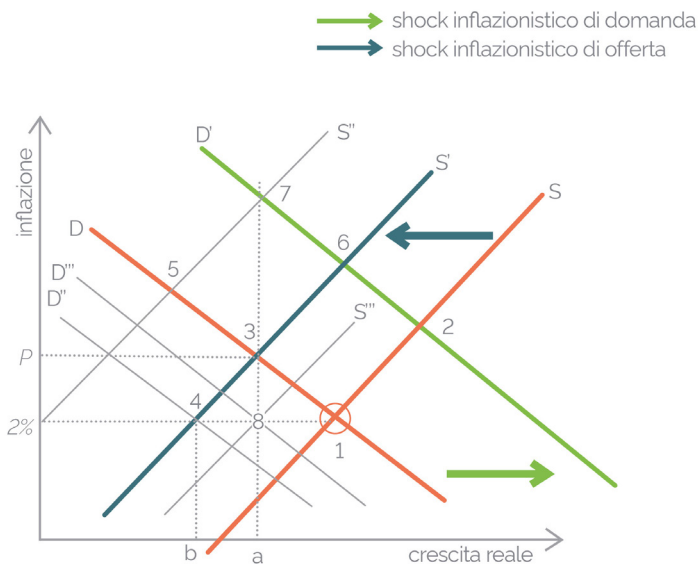 shock inflazionistico di domanda
shock inflazionistico di offerta
inflazione
D'
S"
S'
S
D
7
6
5
D'"
D"
S'"
3
2
P
4
8
2%
1
b
a
crescita reale